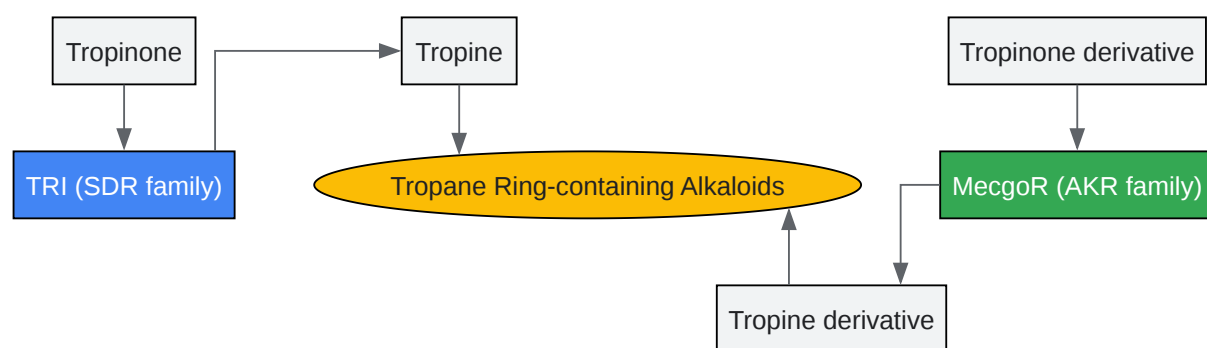 Tropinone
Tropine
Tropinone derivative
TRI (SDR family)
Tropane Ring-containing Alkaloids
MecgoR (AKR family)
Tropine derivative